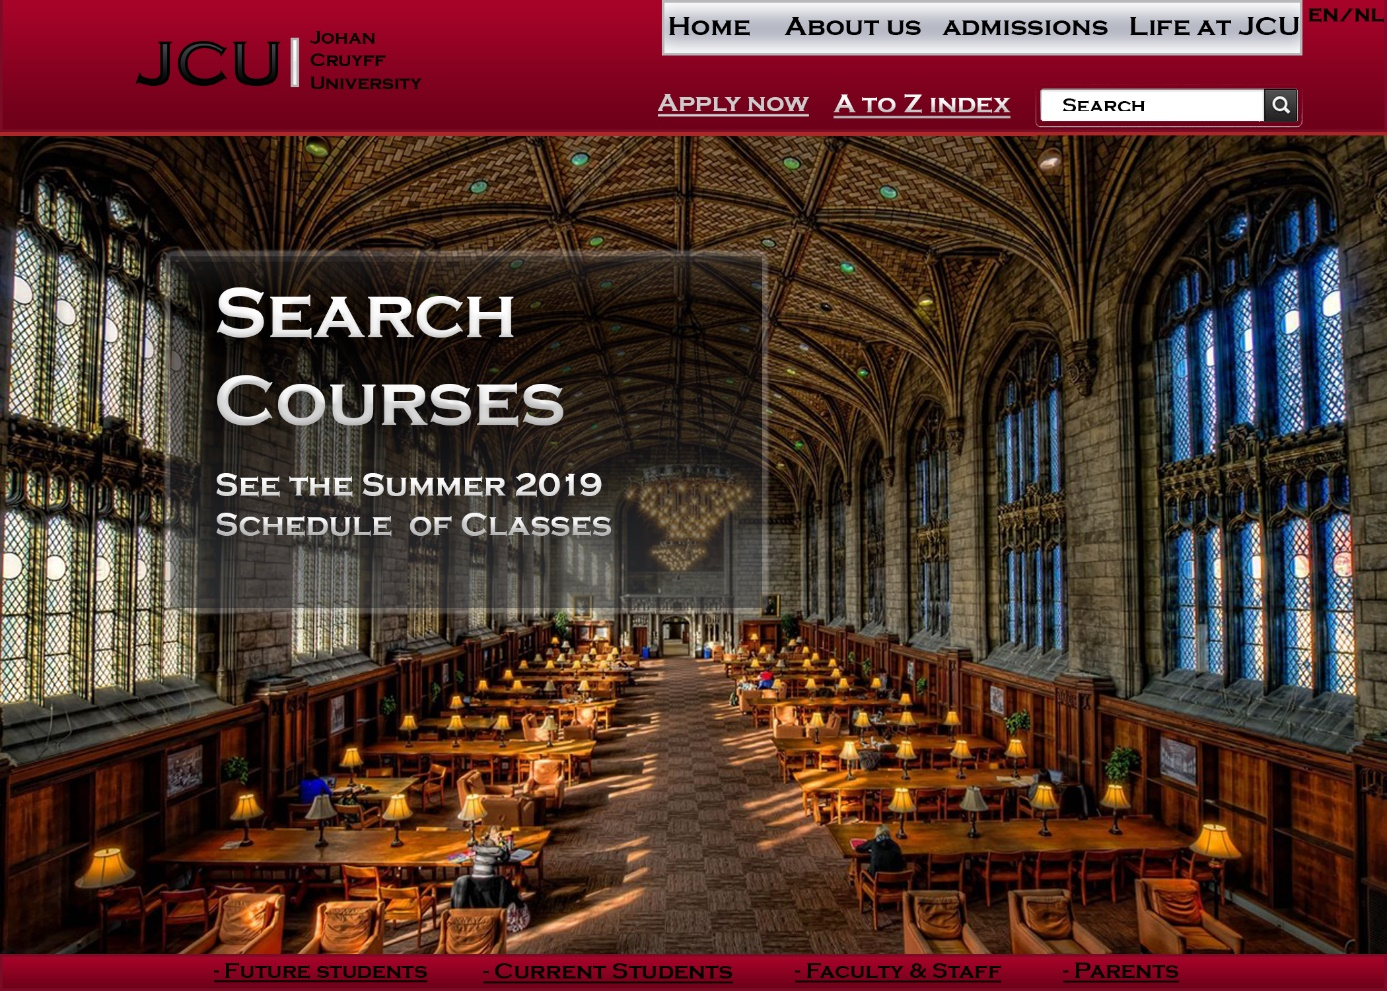 JCU
Johan
Cruyff
University
Home About us admissions Life at JCU
EN/NL
Apply now A to Z index Search
Search
Courses
See the Summer 2019
Schedule of Classes
- Future students - Current Students - Faculty & Staff - Parents